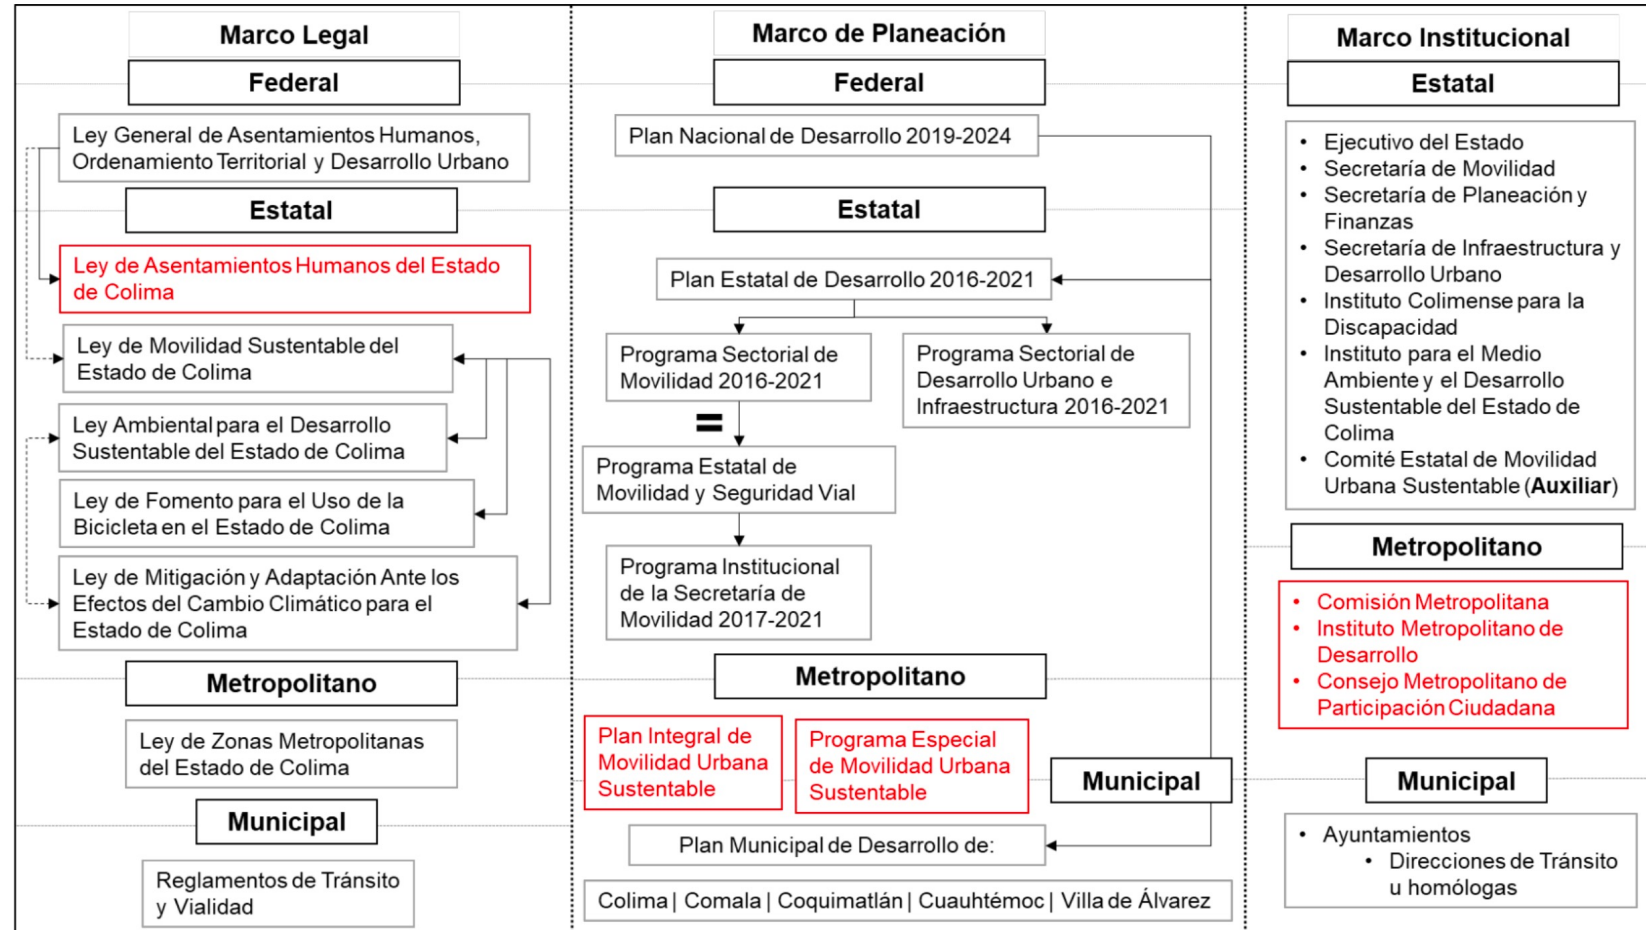 Marco Legal
Federal
Ley General de Asentamientos Humanos,
Ordenamiento Territorial y Desarrollo Urbano
Estatal
Ley de Asentamientos Humanos del Estado
de Colima
Ley de Movilidad Sustentable del
Estado de Colima
Ley Ambiental para el Desarrollo
Sustentable del Estado de Colima
Ley de Fomento para el Uso de la
Bicicleta en el Estado de Colima
Ley de Mitigación y Adaptación Ante los
Efectos del Cambio Climático para el
Estado de Colima
Metropolitano
Ley de Zonas Metropolitanas
del Estado de Colima
Municipal
Reglamentos de Tránsito
y Vialidad
Marco de Planeación
Federal
Plan Nacional de Desarrollo 2019-2024
Estatal
Plan Estatal de Desarrollo 2016-2021
Programa Sectorial de
Movilidad 2016-2021
Programa Sectorial de
Desarrollo Urbano e
Infraestructura 2016-2021
=
Programa Estatal de
Movilidad y Seguridad Vial
Programa Institucional
de la Secretaría de
Movilidad 2017-2021
Metropolitano
Plan Integral de
Movilidad Urbana
Sustentable
Programa Especial
de Movilidad Urbana
Sustentable
Municipal
Plan Municipal de Desarrollo de:
Colima | Comala | Coquimatlán | Cuauhtémoc | Villa de Álvarez
Marco Institucional
Estatal
• Ejecutivo del Estado
• Secretaría de Movilidad
• Secretaría de Planeación y
Finanzas
• Secretaría de Infraestructura y
Desarrollo Urbano
• Instituto Colimense para la
Discapacidad
• Instituto para el Medio
Ambiente y el Desarrollo
Sustentable del Estado de
Colima
• Comité Estatal de Movilidad
Urbana Sustentable (Auxiliar)
Metropolitano
• Comisión Metropolitana
• Instituto Metropolitano de
Desarrollo
• Consejo Metropolitano de
Participación Ciudadana
Municipal
• Ayuntamientos
• Direcciones de Tránsito
u homólogas